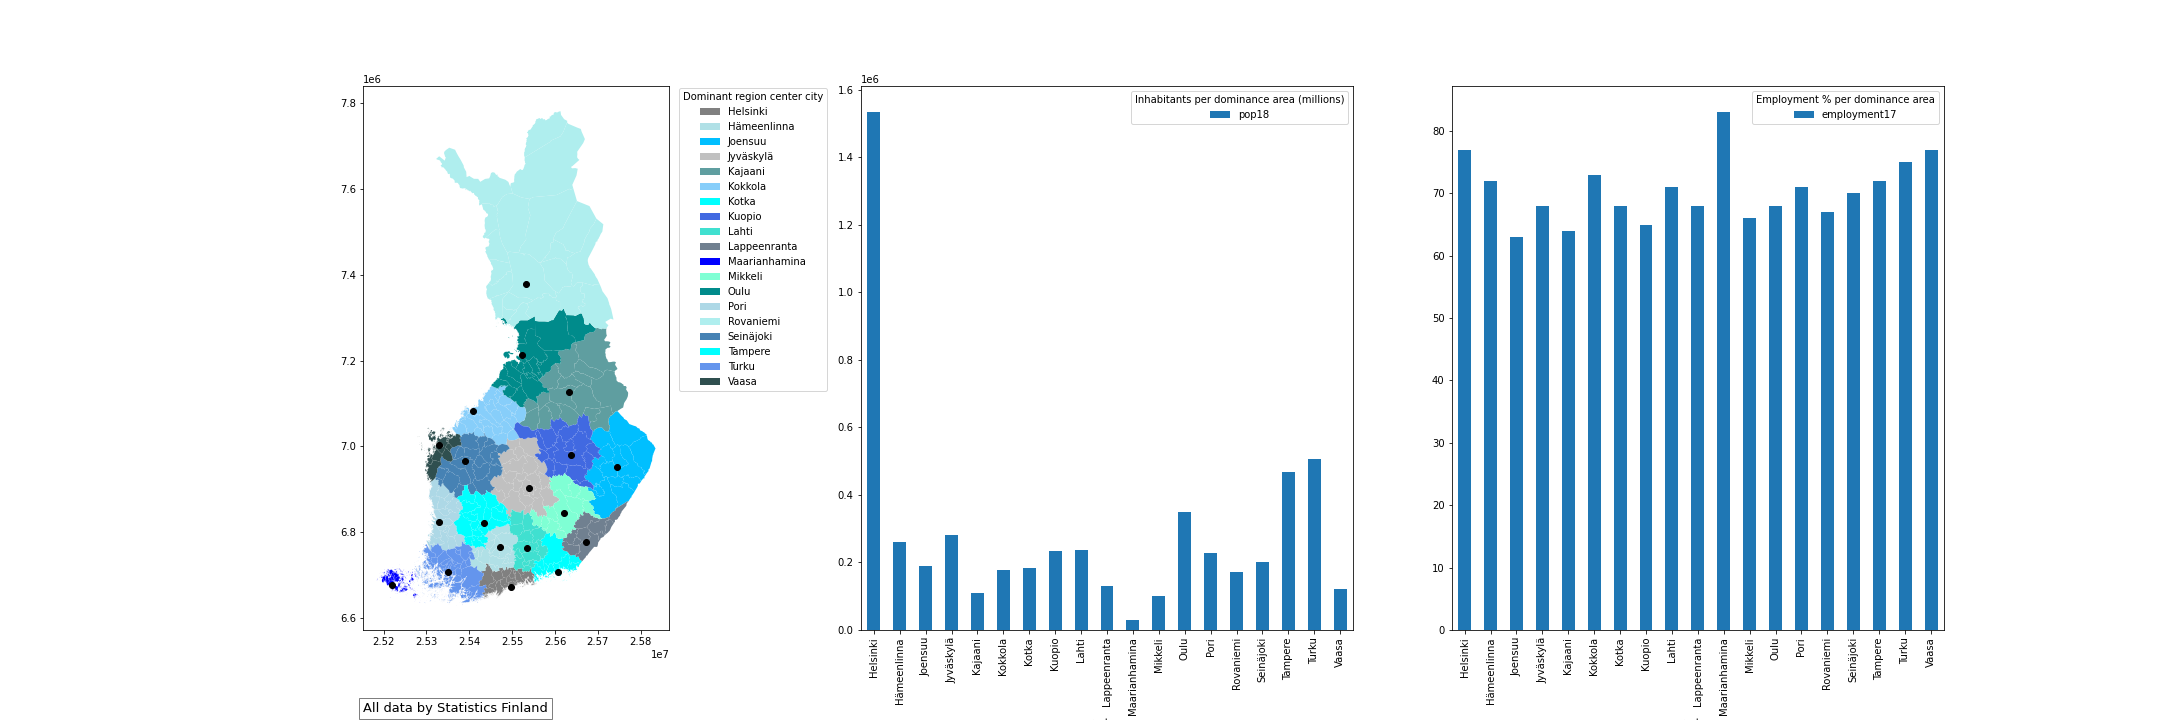 1e6
7.8
7.6
7.4
7.2
7.0
6.8
6.6
2.52 2.53 2.54 2.55 2.56 2.57 2.58
1e7
Dominant region center city
Helsinki
Hämeenlinna
Joensuu
Jyväskylä
Kajaani
Kokkola
Kotka
Kuopio
Lahti
Lappeenranta
Maarianhamina
Mikkeli
Oulu
Pori
Rovaniemi
Seinäjoki
Tampere
Turku
Vaasa
1e6
1.6
1.4
1.2
1.0
0.8
0.6
0.4
0.2
0.0
Inhabitants per dominance area (millions)
pop18
Helsinki
Hämeenlinna
Joensuu
Jyväskylä
Kajaani
Kokkola
Kotka
Kuopio
Lahti
Lappeenranta
Maarianhamina
Mikkeli
Oulu
Pori
Rovaniemi
Seinäjoki
Tampere
Turku
Vaasa
80
70
60
50
40
30
20
10
0
Employment % per dominance area
employment17
Helsinki
Hämeenlinna
Joensuu
Jyväskylä
Kajaani
Kokkola
Kotka
Kuopio
Lahti
Lappeenranta
Maarianhamina
Mikkeli
Oulu
Pori
Rovaniemi
Seinäjoki
Tampere
Turku
Vaasa
All data by Statistics Finland